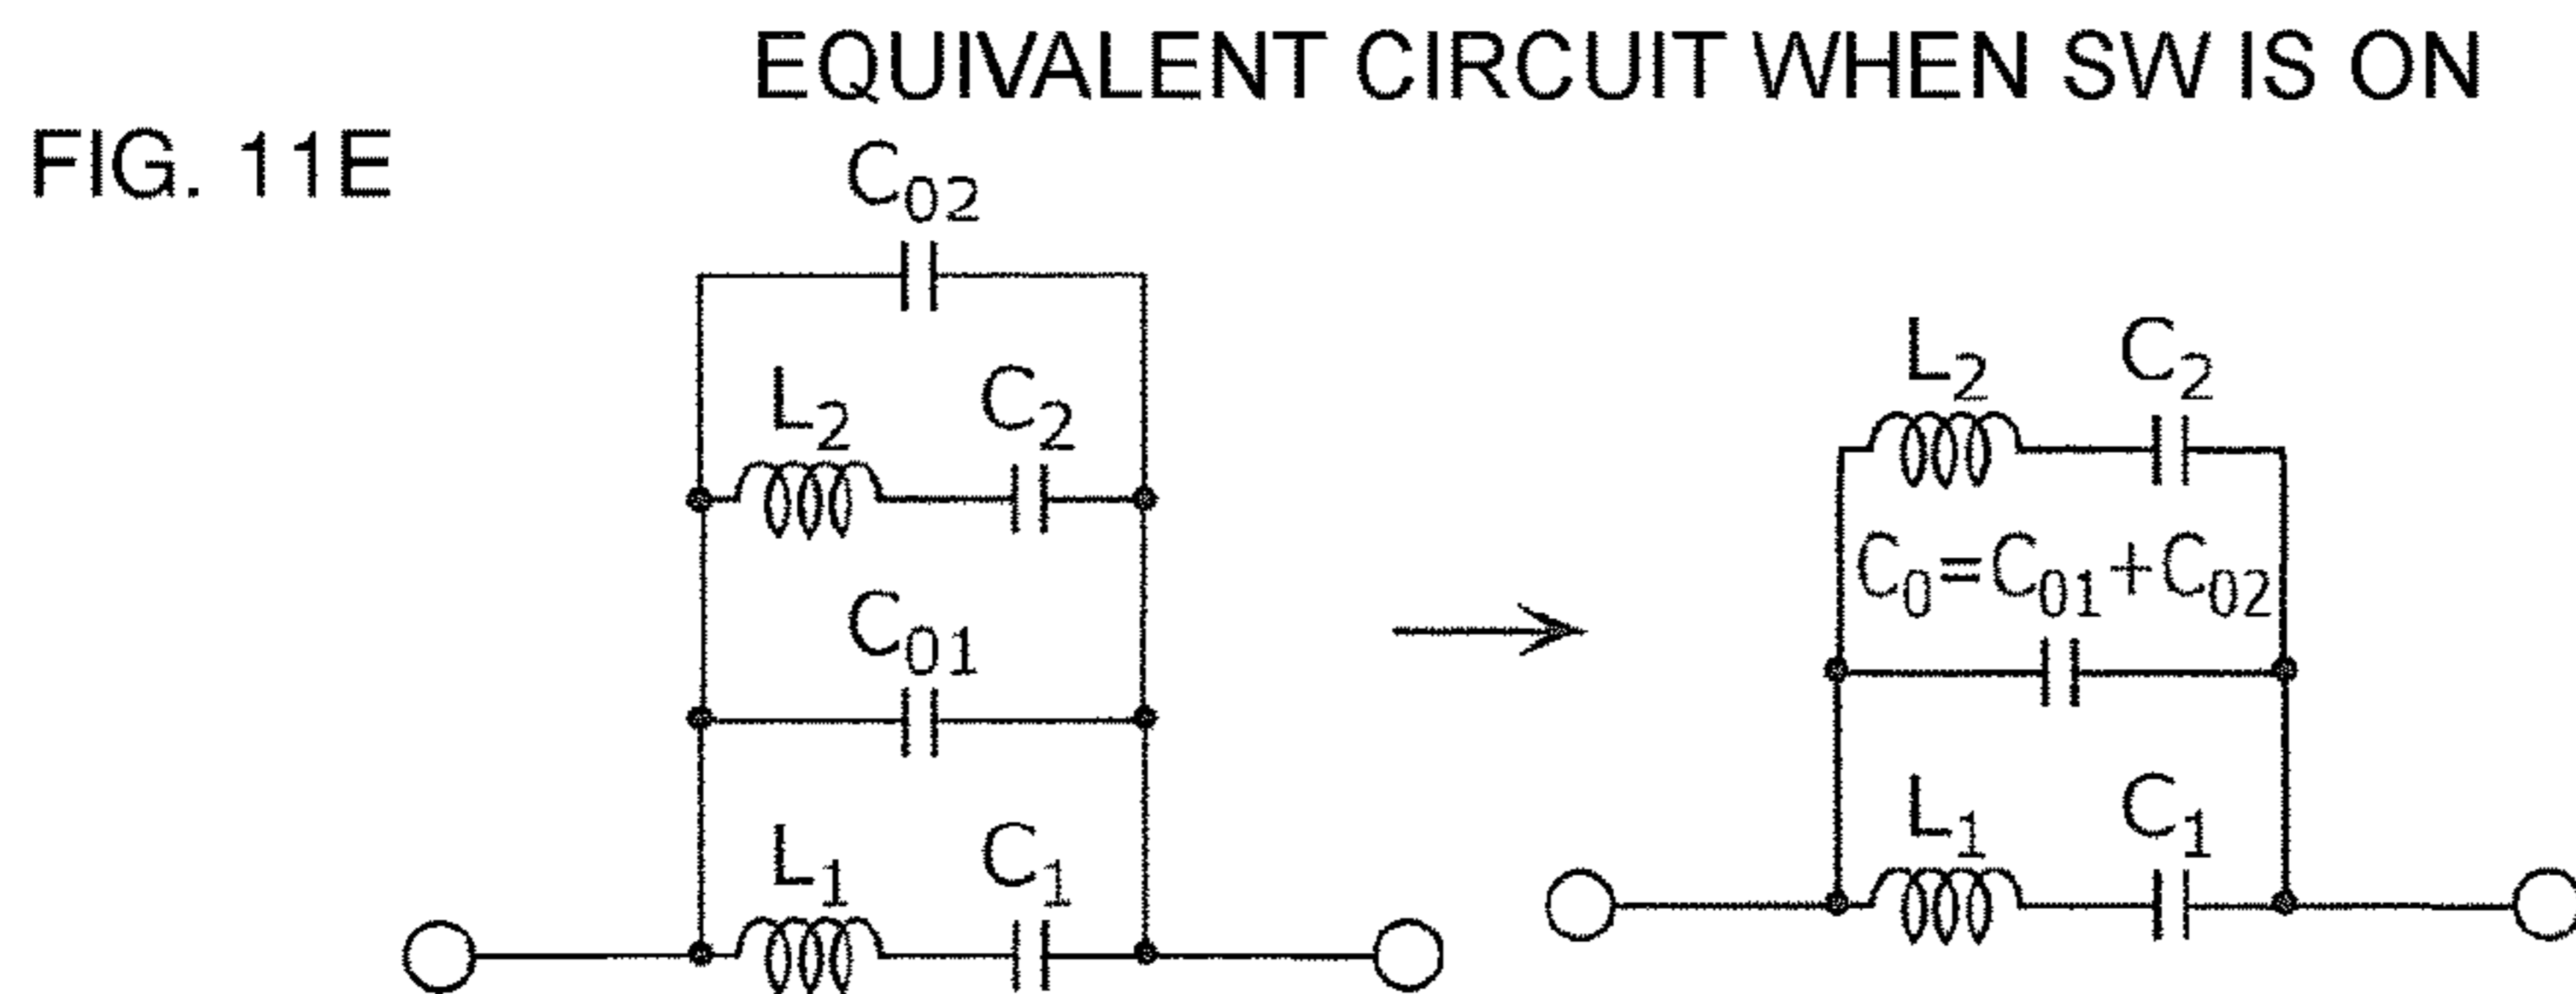 EQUIVALENT CIRCUIT WHEN SW IS ON
FIG. 11E
C02
L2 C2
C01
L1 C1
L2 C2
C0=C01+C02
L1 C1